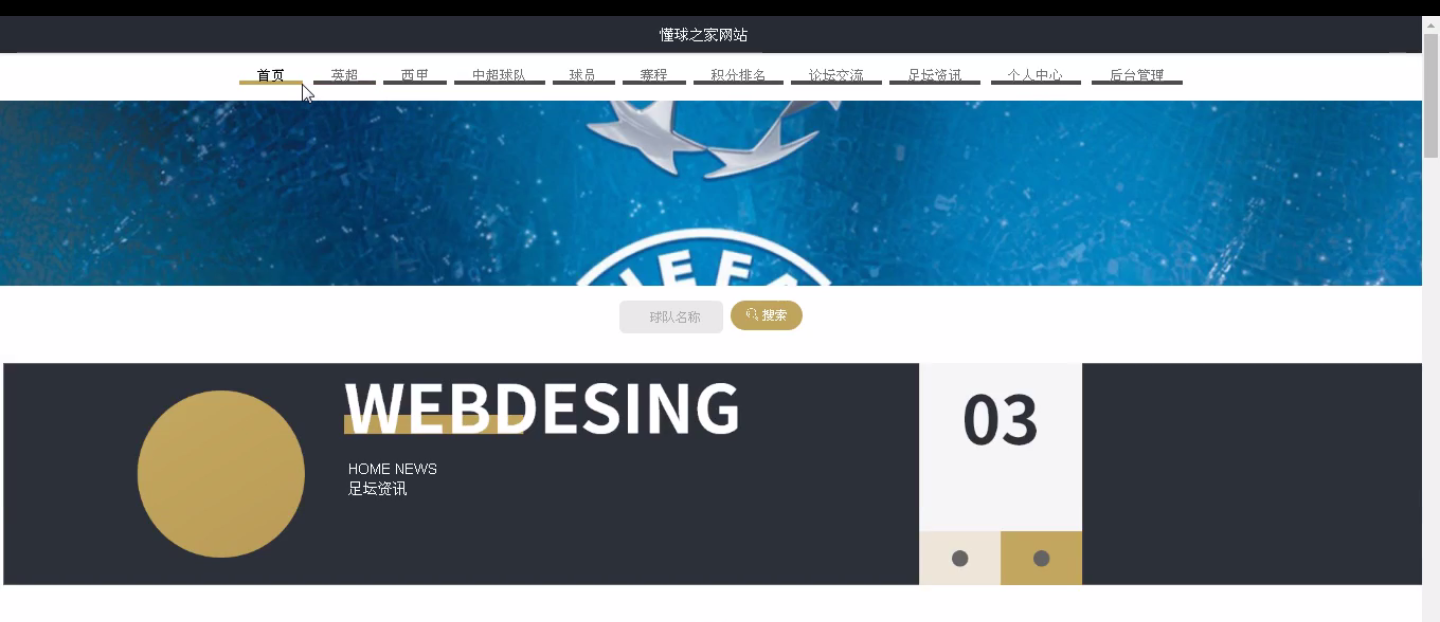 懂球之家网站
首页 英超 西甲 中超球队 球员 赛程 积分排名 论坛交流 足坛资讯 个人中心 后台管理
UEFA
球队名称 搜索
WEBDESING
03
HOME NEWS
足坛资讯